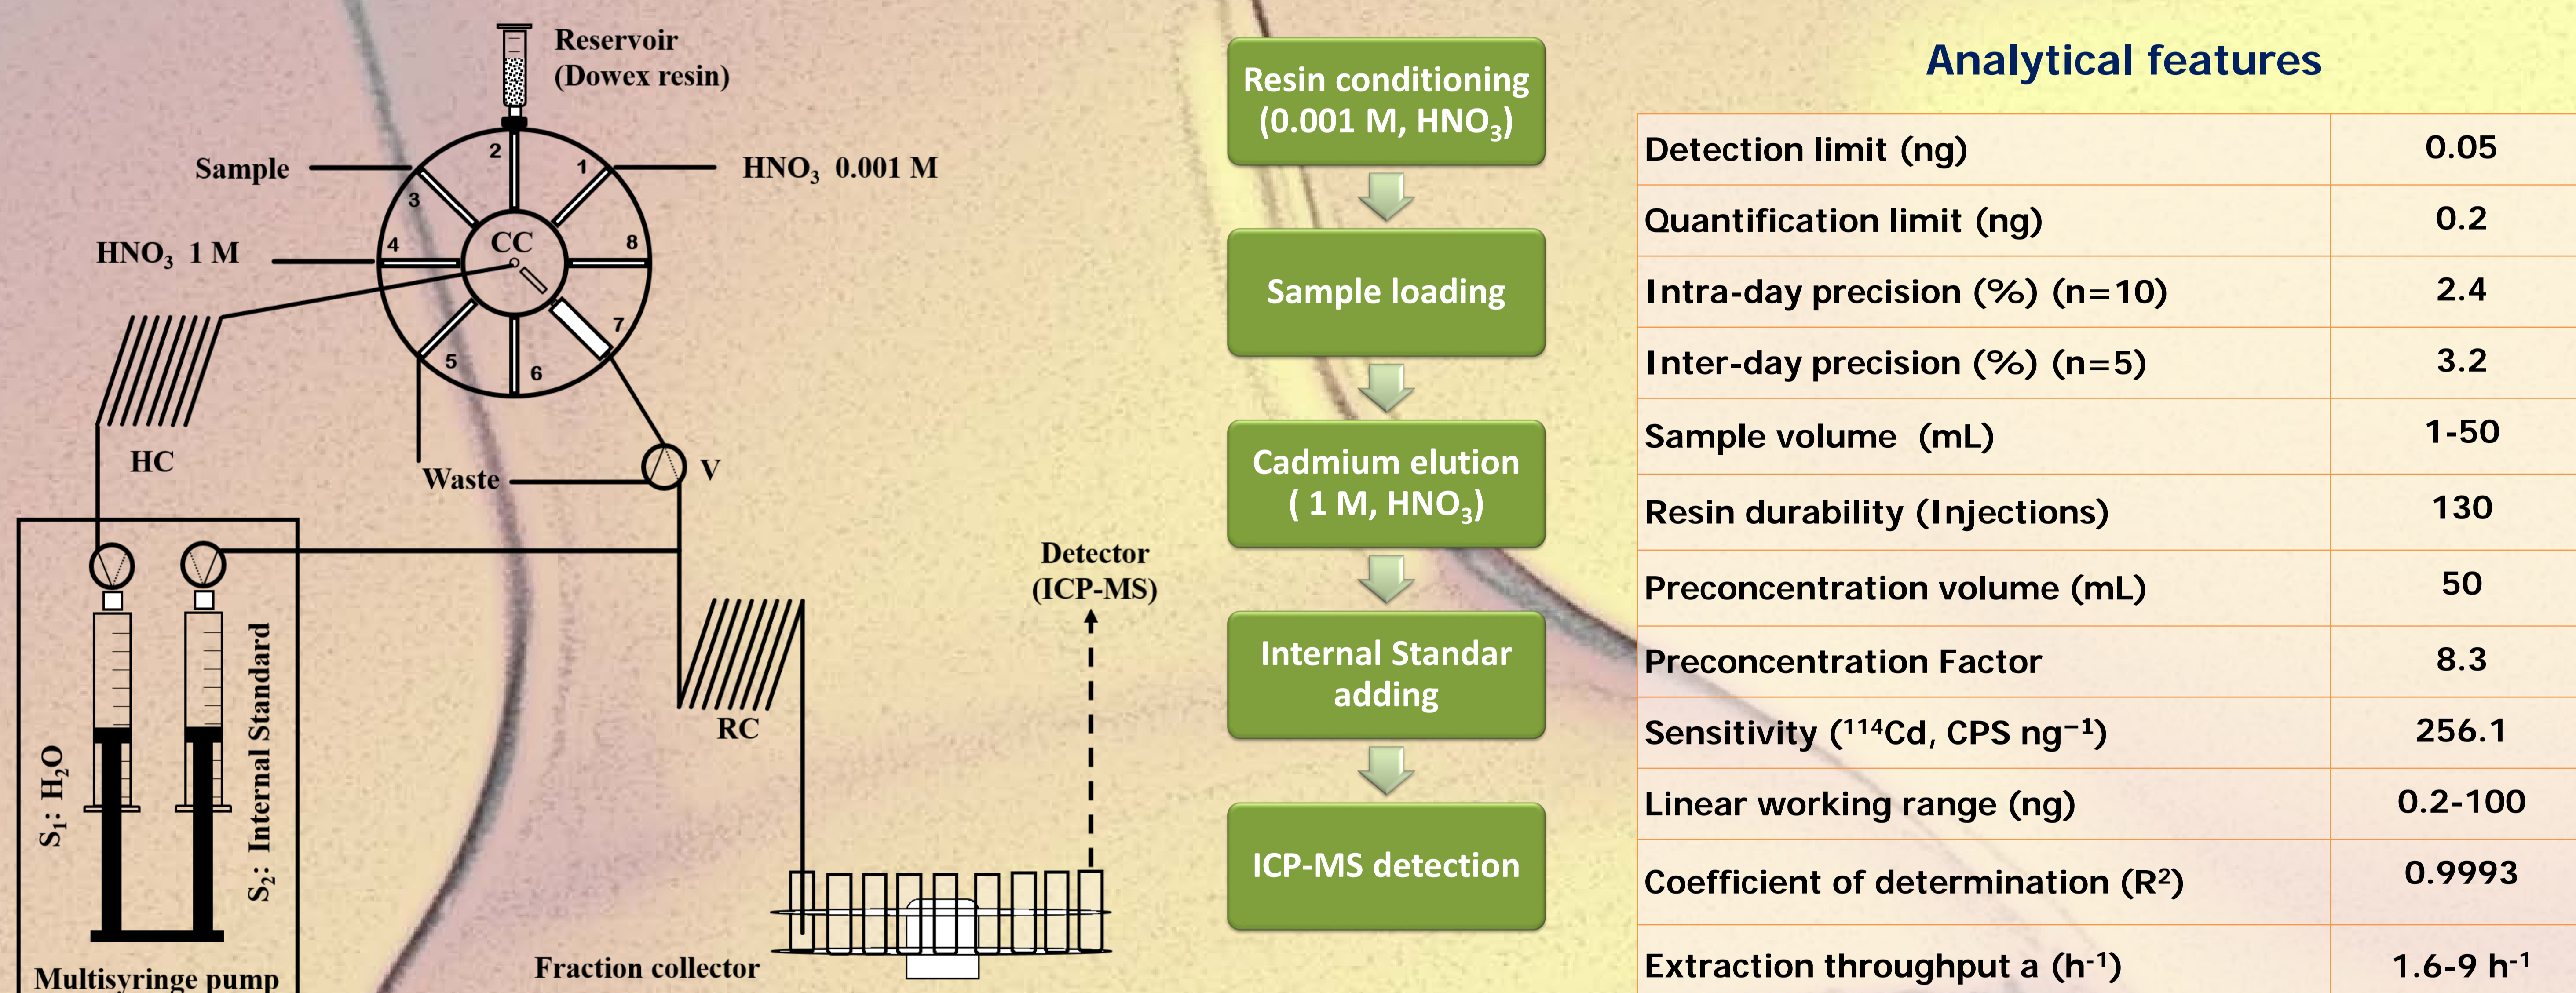 Reservoir
(Dowex resin)
Sample
HNO₃ 0.001 M
HNO₃ 1 M
2
1
3
4
CC
8
7
5
6
HC
Waste
V
RC
S₁: H₂O
S₂: Internal Standard
Multisyringe pump
Detector
(ICP-MS)
Fraction collector
Resin conditioning
(0.001 M, HNO₃)
Sample loading
Cadmium elution
( 1 M, HNO₃)
Internal Standar
adding
ICP-MS detection
Analytical features
Detection limit (ng) 0.05
Quantification limit (ng) 0.2
Intra-day precision (%) (n=10) 2.4
Inter-day precision (%) (n=5) 3.2
Sample volume (mL) 1-50
Resin durability (Injections) 130
Preconcentration volume (mL) 50
Preconcentration Factor 8.3
Sensitivity (¹¹⁴Cd, CPS ng⁻¹) 256.1
Linear working range (ng) 0.2-100
Coefficient of determination (R²) 0.9993
Extraction throughput a (h⁻¹) 1.6-9 h⁻¹